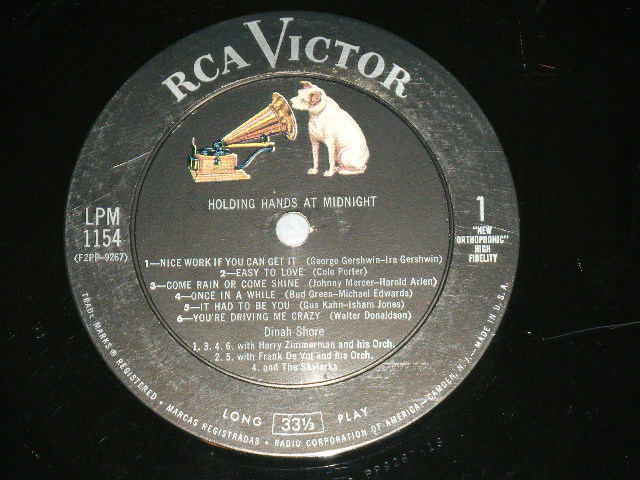 RCA VICTOR
HOLDING HANDS AT MIDNIGHT
LPM
1154
(F2PP-9267)
1
"NEW
ORTHOPHONIC"
HIGH
FIDELITY
1—NICE WORK IF YOU CAN GET IT (George Gershwin-Ira Gershwin)
2—EASY TO LOVE (Cole Porter)
3—COME RAIN OR COME SHINE (Johnny Mercer-Harold Arlen)
4—ONCE IN A WHILE (Bud Green-Michael Edwards)
5—IT HAD TO BE YOU (Gus Kahn-Isham Jones)
6—YOU'RE DRIVING ME CRAZY (Walter Donaldson)
Dinah Shore
1. 3. 4. 6. with Harry Zimmerman and his Orch.
2. 5. with Frank De Vol and his Orch.
4. and The Skylarks
LONG 33⅓ PLAY
TRADE MARKS ® REGISTERED • MARCAS REGISTRADAS • RADIO CORPORATION OF AMERICA—CAMDEN, N.J.—MADE IN U.S.A.